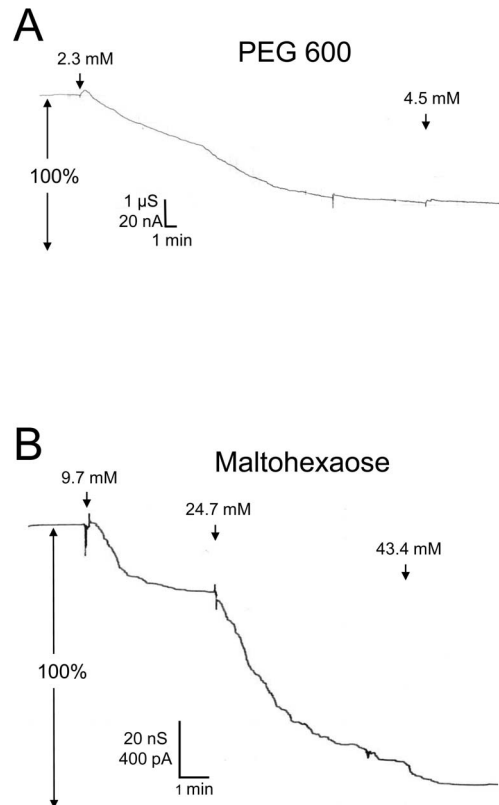 A
PEG 600
2.3 mM
4.5 mM
100%
1 µS
20 nA
1 min
B
Maltohexaose
9.7 mM
24.7 mM
43.4 mM
100%
20 nS
400 pA
1 min